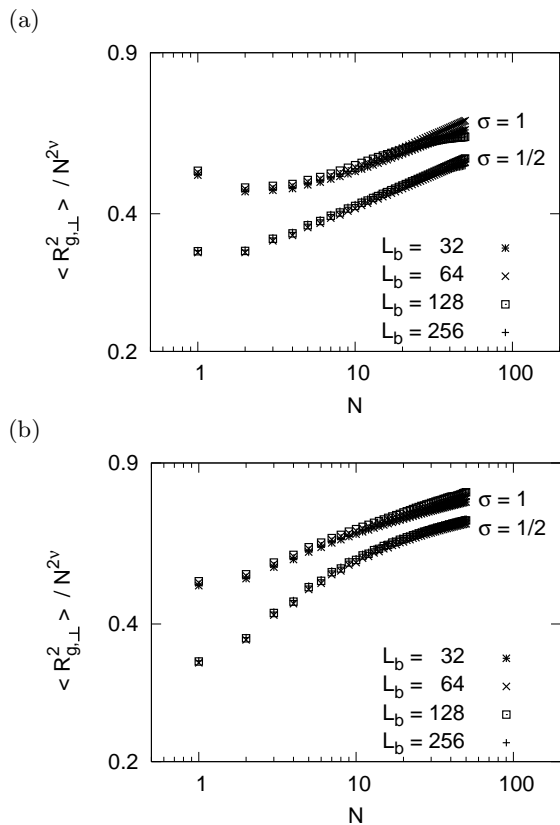 (a)
0.9
σ = 1
σ = 1/2
0.4
< R²g,⊥ > / N²ν
L_b = 32
L_b = 64
L_b = 128
L_b = 256
0.2
1 10 100
N
(b)
0.9
σ = 1
σ = 1/2
0.4
< R²g,⊥ > / N²ν
L_b = 32
L_b = 64
L_b = 128
L_b = 256
0.2
1 10 100
N